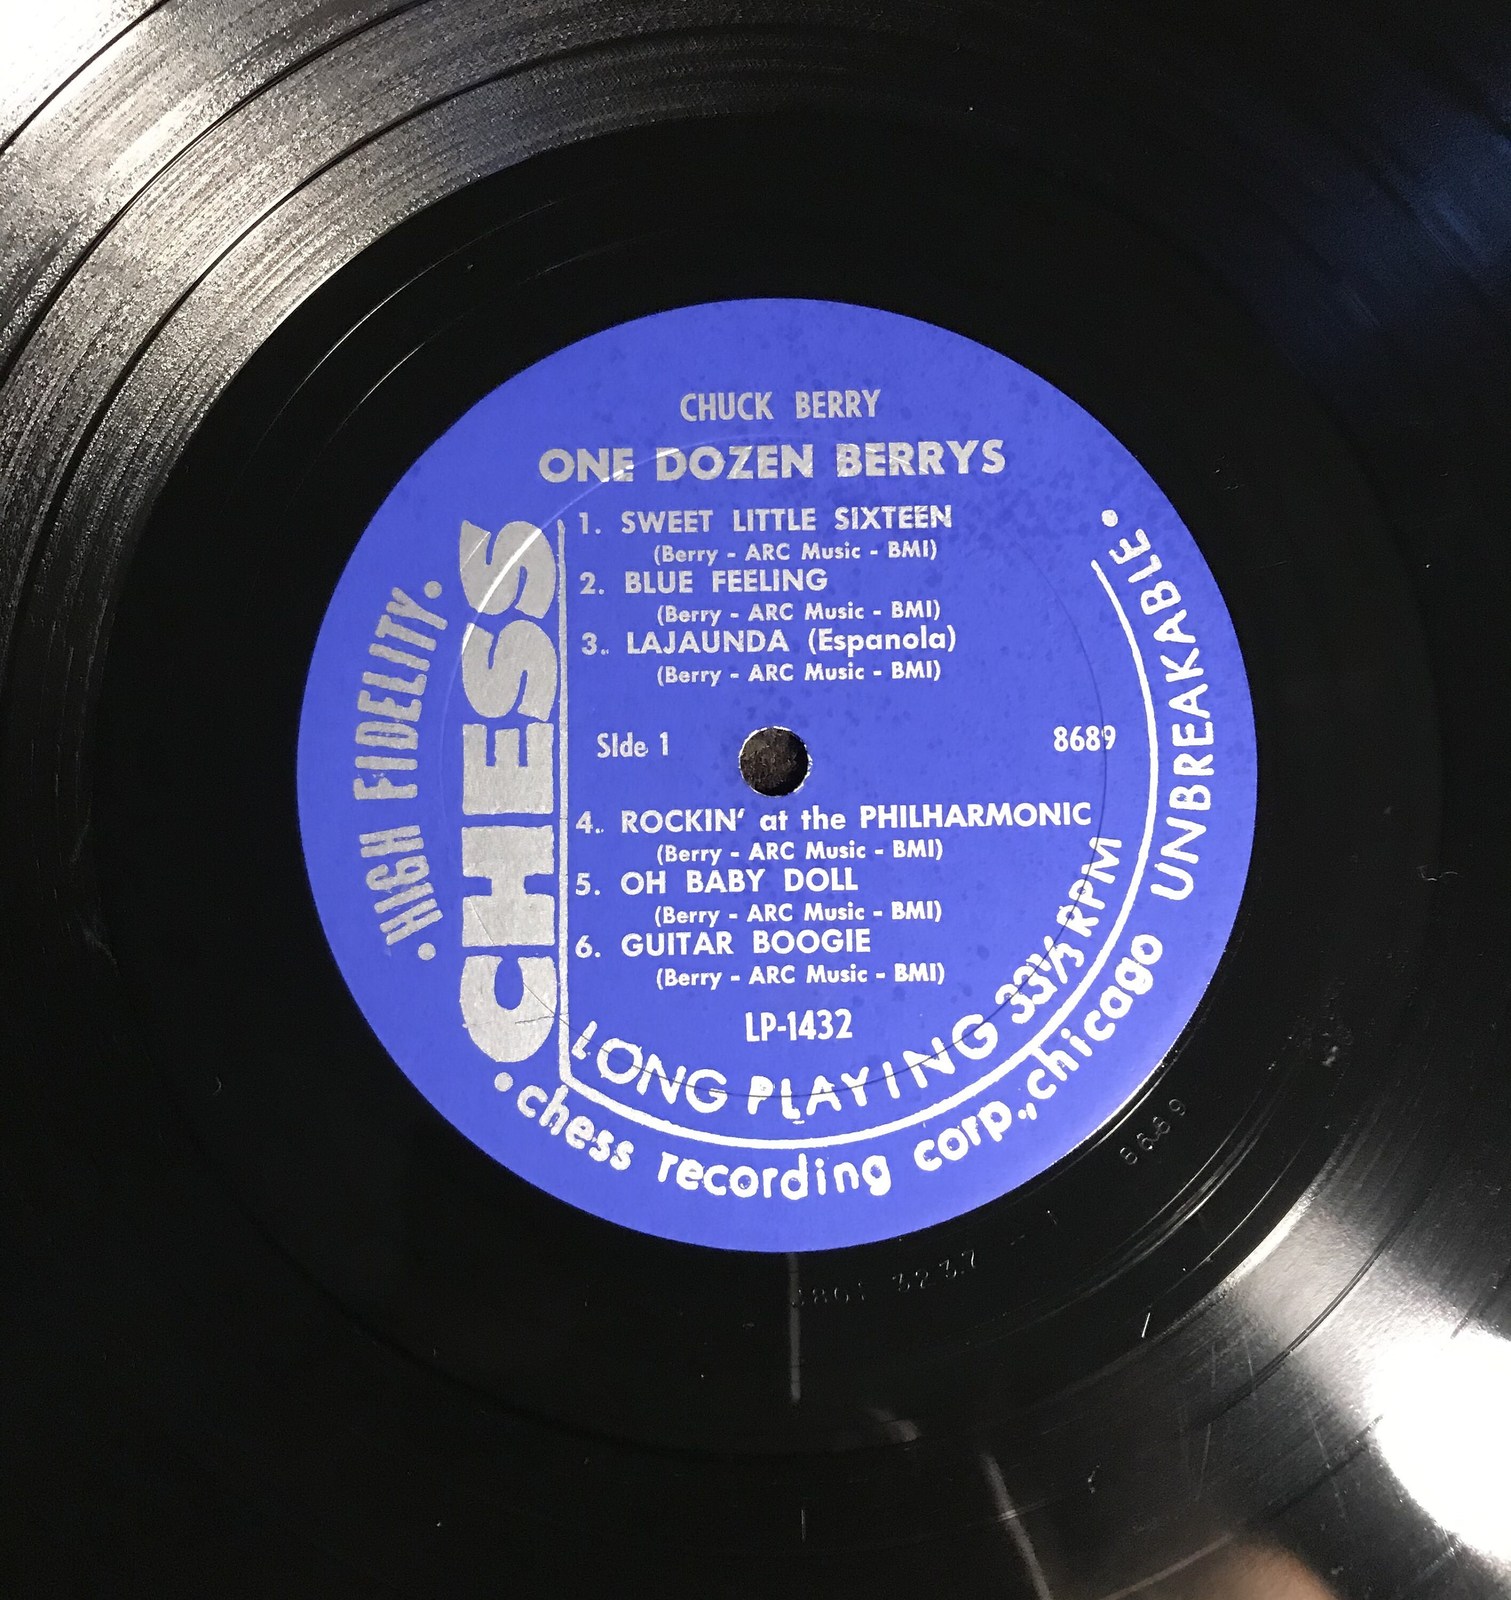 CHUCK BERRY
ONE DOZEN BERRYS
1. SWEET LITTLE SIXTEEN
(Berry - ARC Music - BMI)
2. BLUE FEELING
(Berry - ARC Music - BMI)
3. LAJAUNDA (Espanola)
(Berry - ARC Music - BMI)
Side 1
8689
4. ROCKIN' at the PHILHARMONIC
(Berry - ARC Music - BMI)
5. OH BABY DOLL
(Berry - ARC Music - BMI)
6. GUITAR BOOGIE
(Berry - ARC Music - BMI)
LP-1432
LONG PLAYING 33⅓ RPM
CHESS
•HIGH FIDELITY•
•chess recording corp.,chicago UNBREAKABLE•